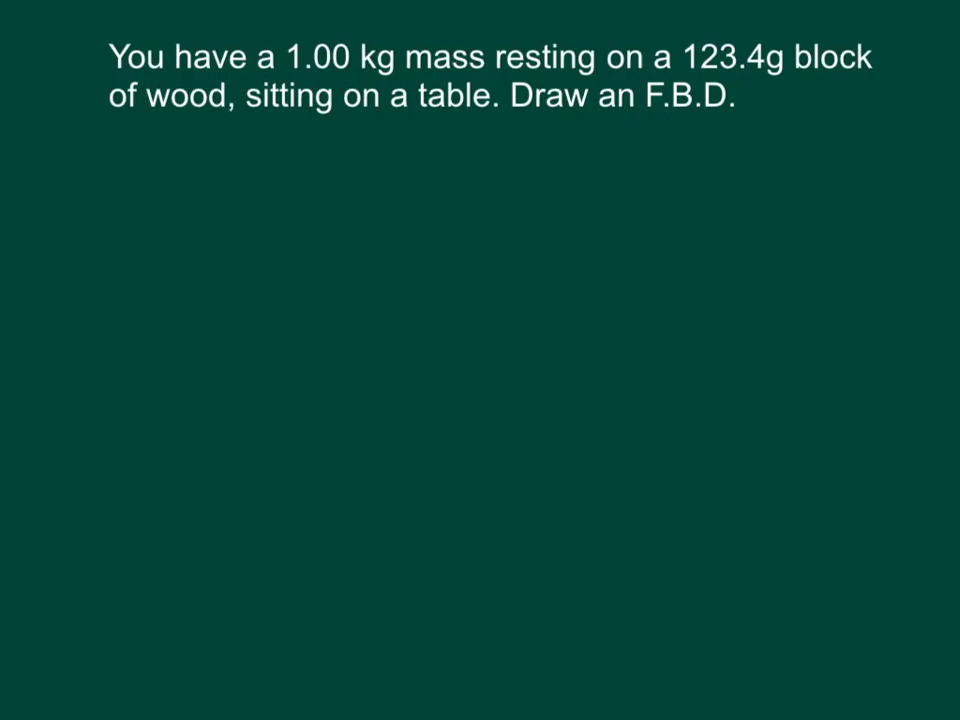 You have a 1.00 kg mass resting on a 123.4g block
of wood, sitting on a table. Draw an F.B.D.